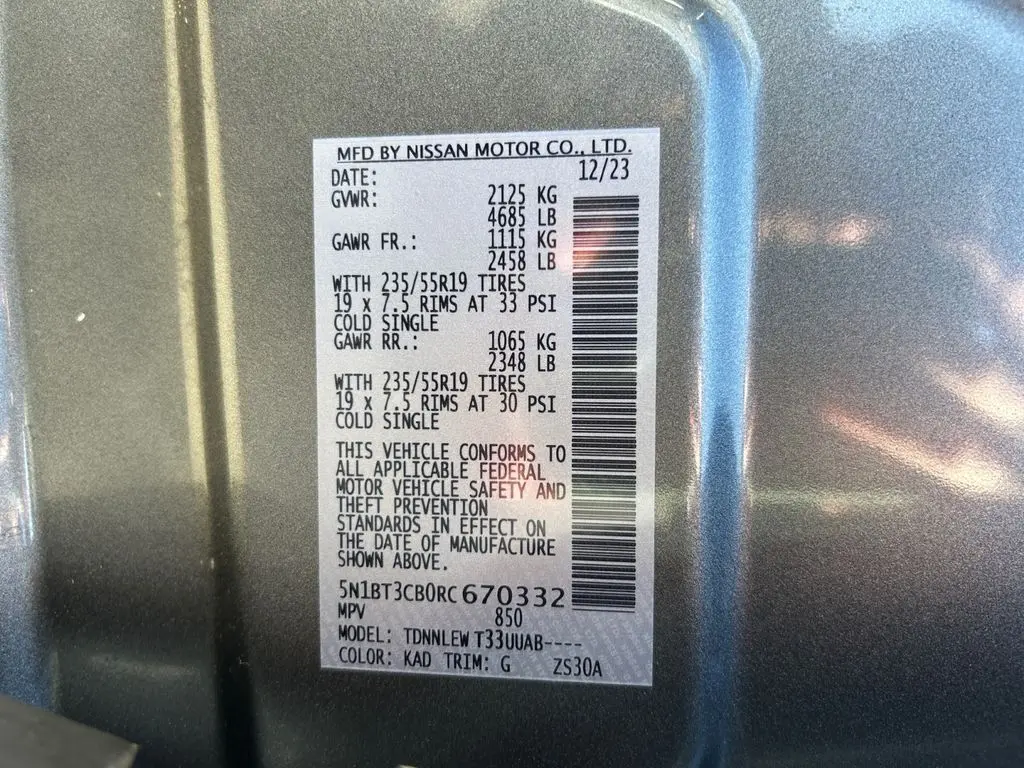 MFD BY NISSAN MOTOR CO., LTD.
DATE: 12/23
GVWR: 2125 KG
4685 LB
GAWR FR.: 1115 KG
2458 LB
WITH 235/55R19 TIRES
19 x 7.5 RIMS AT 33 PSI
COLD SINGLE
GAWR RR.: 1065 KG
2348 LB
WITH 235/55R19 TIRES
19 x 7.5 RIMS AT 30 PSI
COLD SINGLE
THIS VEHICLE CONFORMS TO
ALL APPLICABLE FEDERAL
MOTOR VEHICLE SAFETY AND
THEFT PREVENTION
STANDARDS IN EFFECT ON
THE DATE OF MANUFACTURE
SHOWN ABOVE.
5N1BT3CB0RC670332
MPV 850
MODEL: TDNNLEW T33UUAB----
COLOR: KAD TRIM: G ZS30A